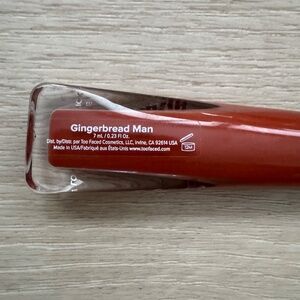 Gingerbread Man
7 mL / 0.23 Fl Oz.
Dist. by/Distr. par Too Faced Cosmetics, LLC, Irvine, CA 92614 USA
Made in USA/Fabriqué aux États-Unis www.toofaced.com
12M